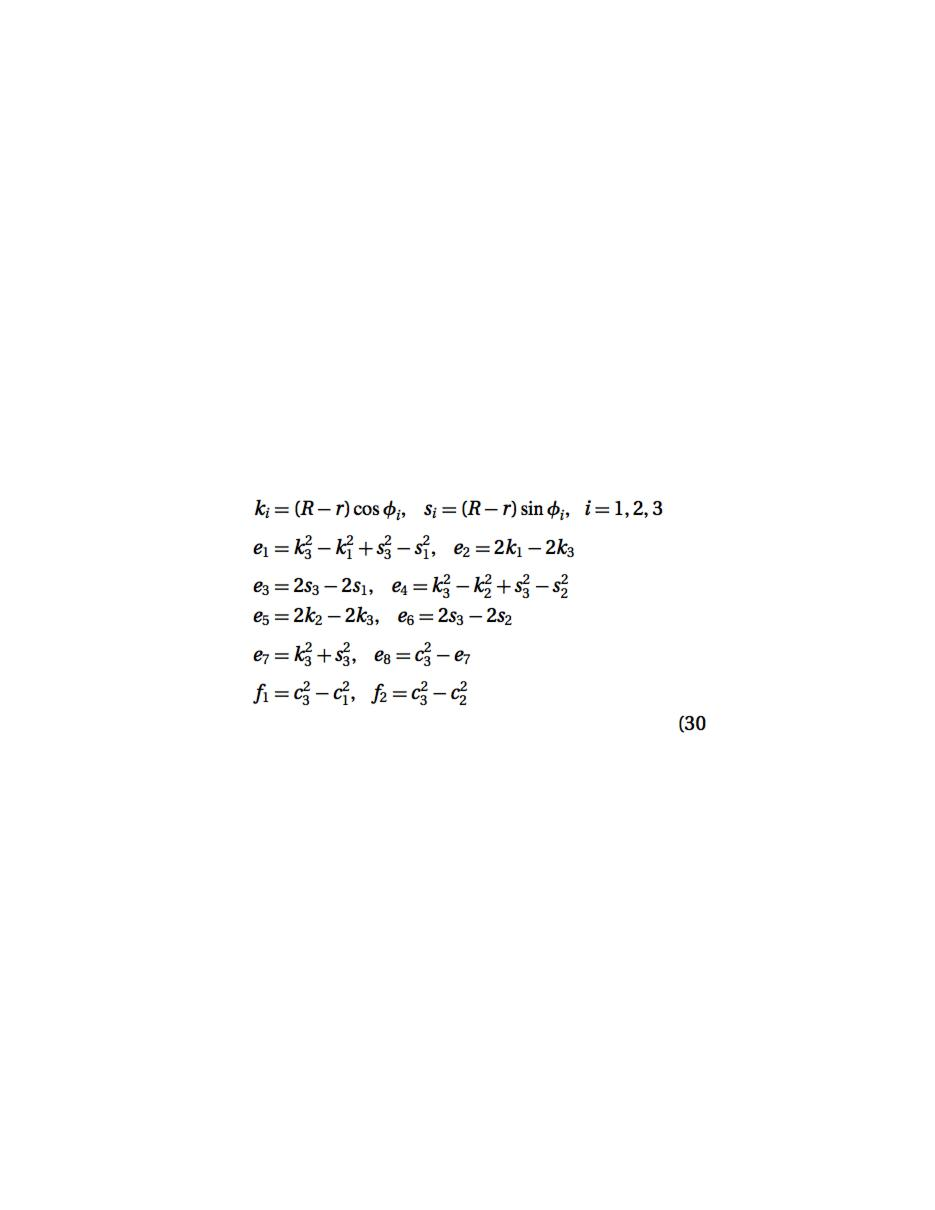 kᵢ = (R − r) cos ϕᵢ, sᵢ = (R − r) sin ϕᵢ, i = 1, 2, 3
e₁ = k₃² − k₁² + s₃² − s₁², e₂ = 2k₁ − 2k₃
e₃ = 2s₃ − 2s₁, e₄ = k₃² − k₂² + s₃² − s₂²
e₅ = 2k₂ − 2k₃, e₆ = 2s₃ − 2s₂
e₇ = k₃² + s₃², e₈ = c₃² − e₇
f₁ = c₃² − c₁², f₂ = c₃² − c₂²
(30